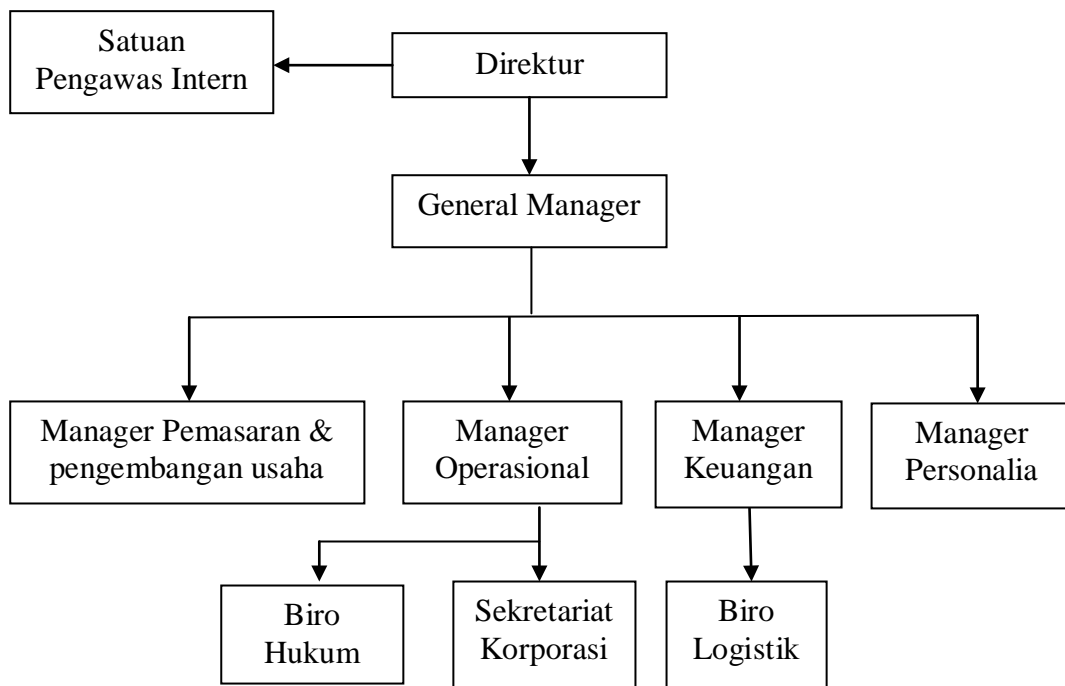 Satuan
Pengawas Intern
Direktur
General Manager
Manager Pemasaran &
pengembangan usaha
Manager
Operasional
Manager
Keuangan
Manager
Personalia
Biro
Hukum
Sekretariat
Korporasi
Biro
Logistik